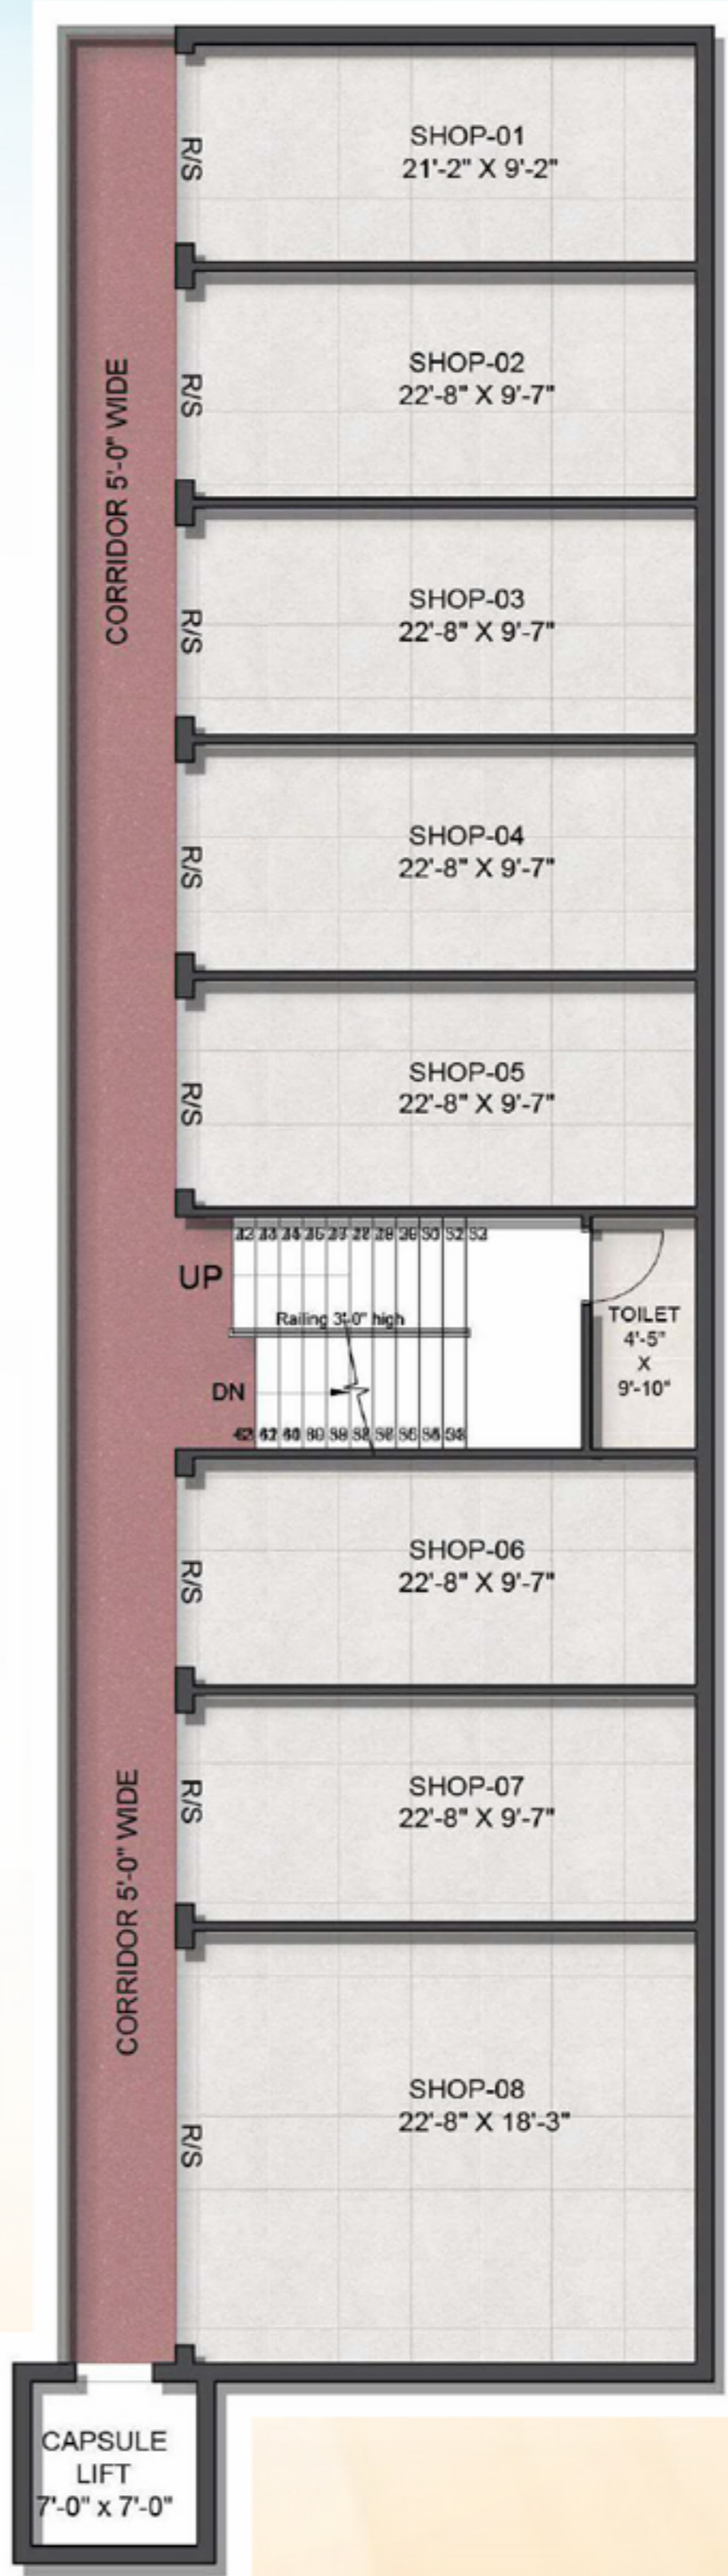 SHOP-01
21'-2" X 9'-2"
R/S
SHOP-02
22'-8" X 9'-7"
R/S
CORRIDOR 5'-0" WIDE
SHOP-03
22'-8" X 9'-7"
R/S
SHOP-04
22'-8" X 9'-7"
R/S
SHOP-05
22'-8" X 9'-7"
R/S
UP
Railing 3'-0" high
DN
TOILET
4'-5"
X
9'-10"
SHOP-06
22'-8" X 9'-7"
R/S
SHOP-07
22'-8" X 9'-7"
R/S
CORRIDOR 5'-0" WIDE
SHOP-08
22'-8" X 18'-3"
R/S
CAPSULE
LIFT
7'-0" x 7'-0"